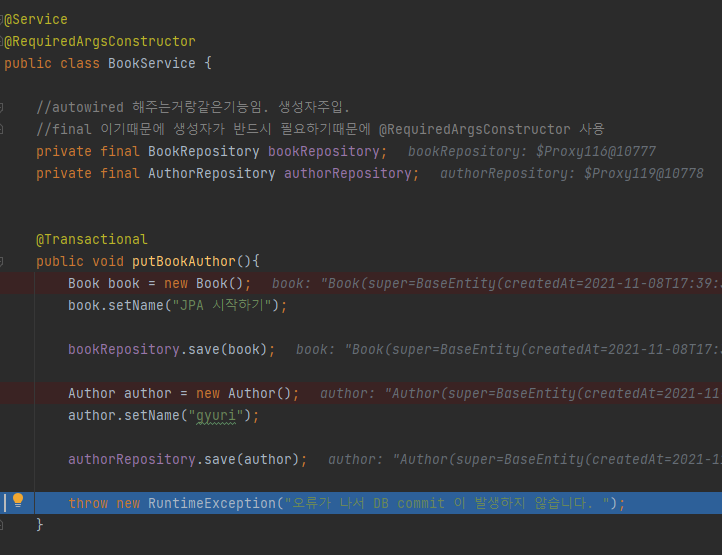 @Service
@RequiredArgsConstructor
public class BookService {
//autowired 해주는거랑같은기능임. 생성자주입.
//final 이기때문에 생성자가 반드시 필요하기때문에 @RequiredArgsConstructor 사용
private final BookRepository bookRepository; bookRepository: $Proxy116@10777
private final AuthorRepository authorRepository; authorRepository: $Proxy119@10778
@Transactional
public void putBookAuthor(){
Book book = new Book(); book: "Book(super=BaseEntity(createdAt=2021-11-08T17:39:
book.setName("JPA 시작하기");
bookRepository.save(book); book: "Book(super=BaseEntity(createdAt=2021-11-08T17:
Author author = new Author(); author: "Author(super=BaseEntity(createdAt=2021-11
author.setName("gyuri");
authorRepository.save(author); author: "Author(super=BaseEntity(createdAt=2021-1
throw new RuntimeException("오류가 나서 DB commit 이 발생하지 않습니다. ");
}